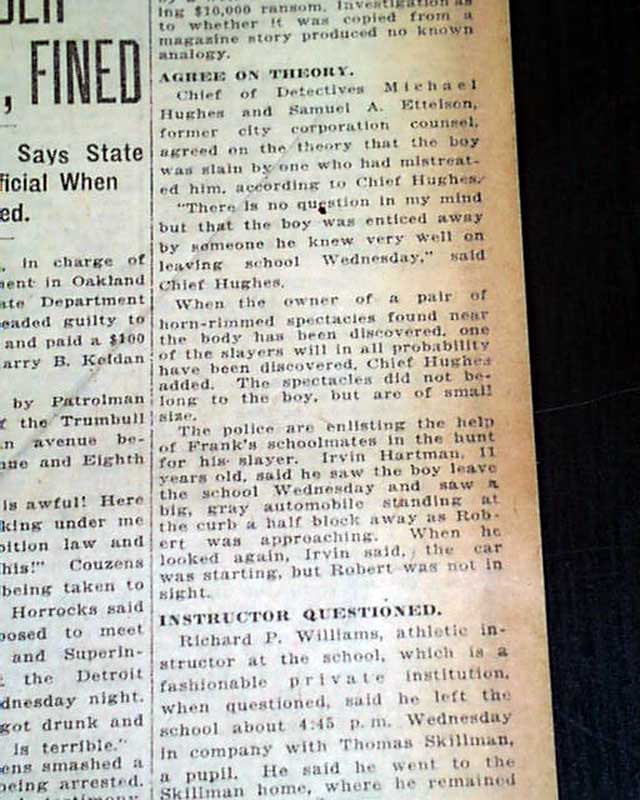 , FINED
Says State
ficial When
ed.
, in charge of
ment in Oakland
ate Department
eaded guilty to
and paid a $100
arry B. Keldan
by Patrolman
f the Trumbull
n avenue be-
nue and Eighth
is awful! Here
king under me
bition law and
his!" Couzens
being taken to
Horrocks said
posed to meet
and Superin-
the Detroit
dnesday night.
got drunk and
is terrible."
ens smashed a
being arrested.
ing $10,000 ransom. Investigation as
to whether it was copied from a
magazine story produced no known
analogy.
AGREE ON THEORY.
Chief of Detectives Michael
Hughes and Samuel A. Ettelson,
former city corporation counsel,
agreed on the theory that the boy
was slain by one who had mistreat-
ed him, according to Chief Hughes.
"There is no question in my mind
but that the boy was enticed away
by someone he knew very well on
leaving school Wednesday," said
Chief Hughes.
When the owner of a pair of
horn-rimmed spectacles found near
the body has been discovered, one
of the slayers will in all probability
have been discovered, Chief Hughes
added. The spectacles did not be-
long to the boy, but are of small
size.
The police are enlisting the help
of Frank's schoolmates in the hunt
for his slayer. Irvin Hartman, 11
years old, said he saw the boy leave
the school Wednesday and saw a
big, gray automobile standing at
the curb a half block away as Rob-
ert was approaching. When he
looked again, Irvin said, the car
was starting, but Robert was not in
sight.
INSTRUCTOR QUESTIONED.
Richard P. Williams, athletic in-
structor at the school, which is a
fashionable private institution,
when questioned, said he left the
school about 4:45 p. m. Wednesday
in company with Thomas Skillman,
a pupil. He said he went to the
Skillman home, where he remained